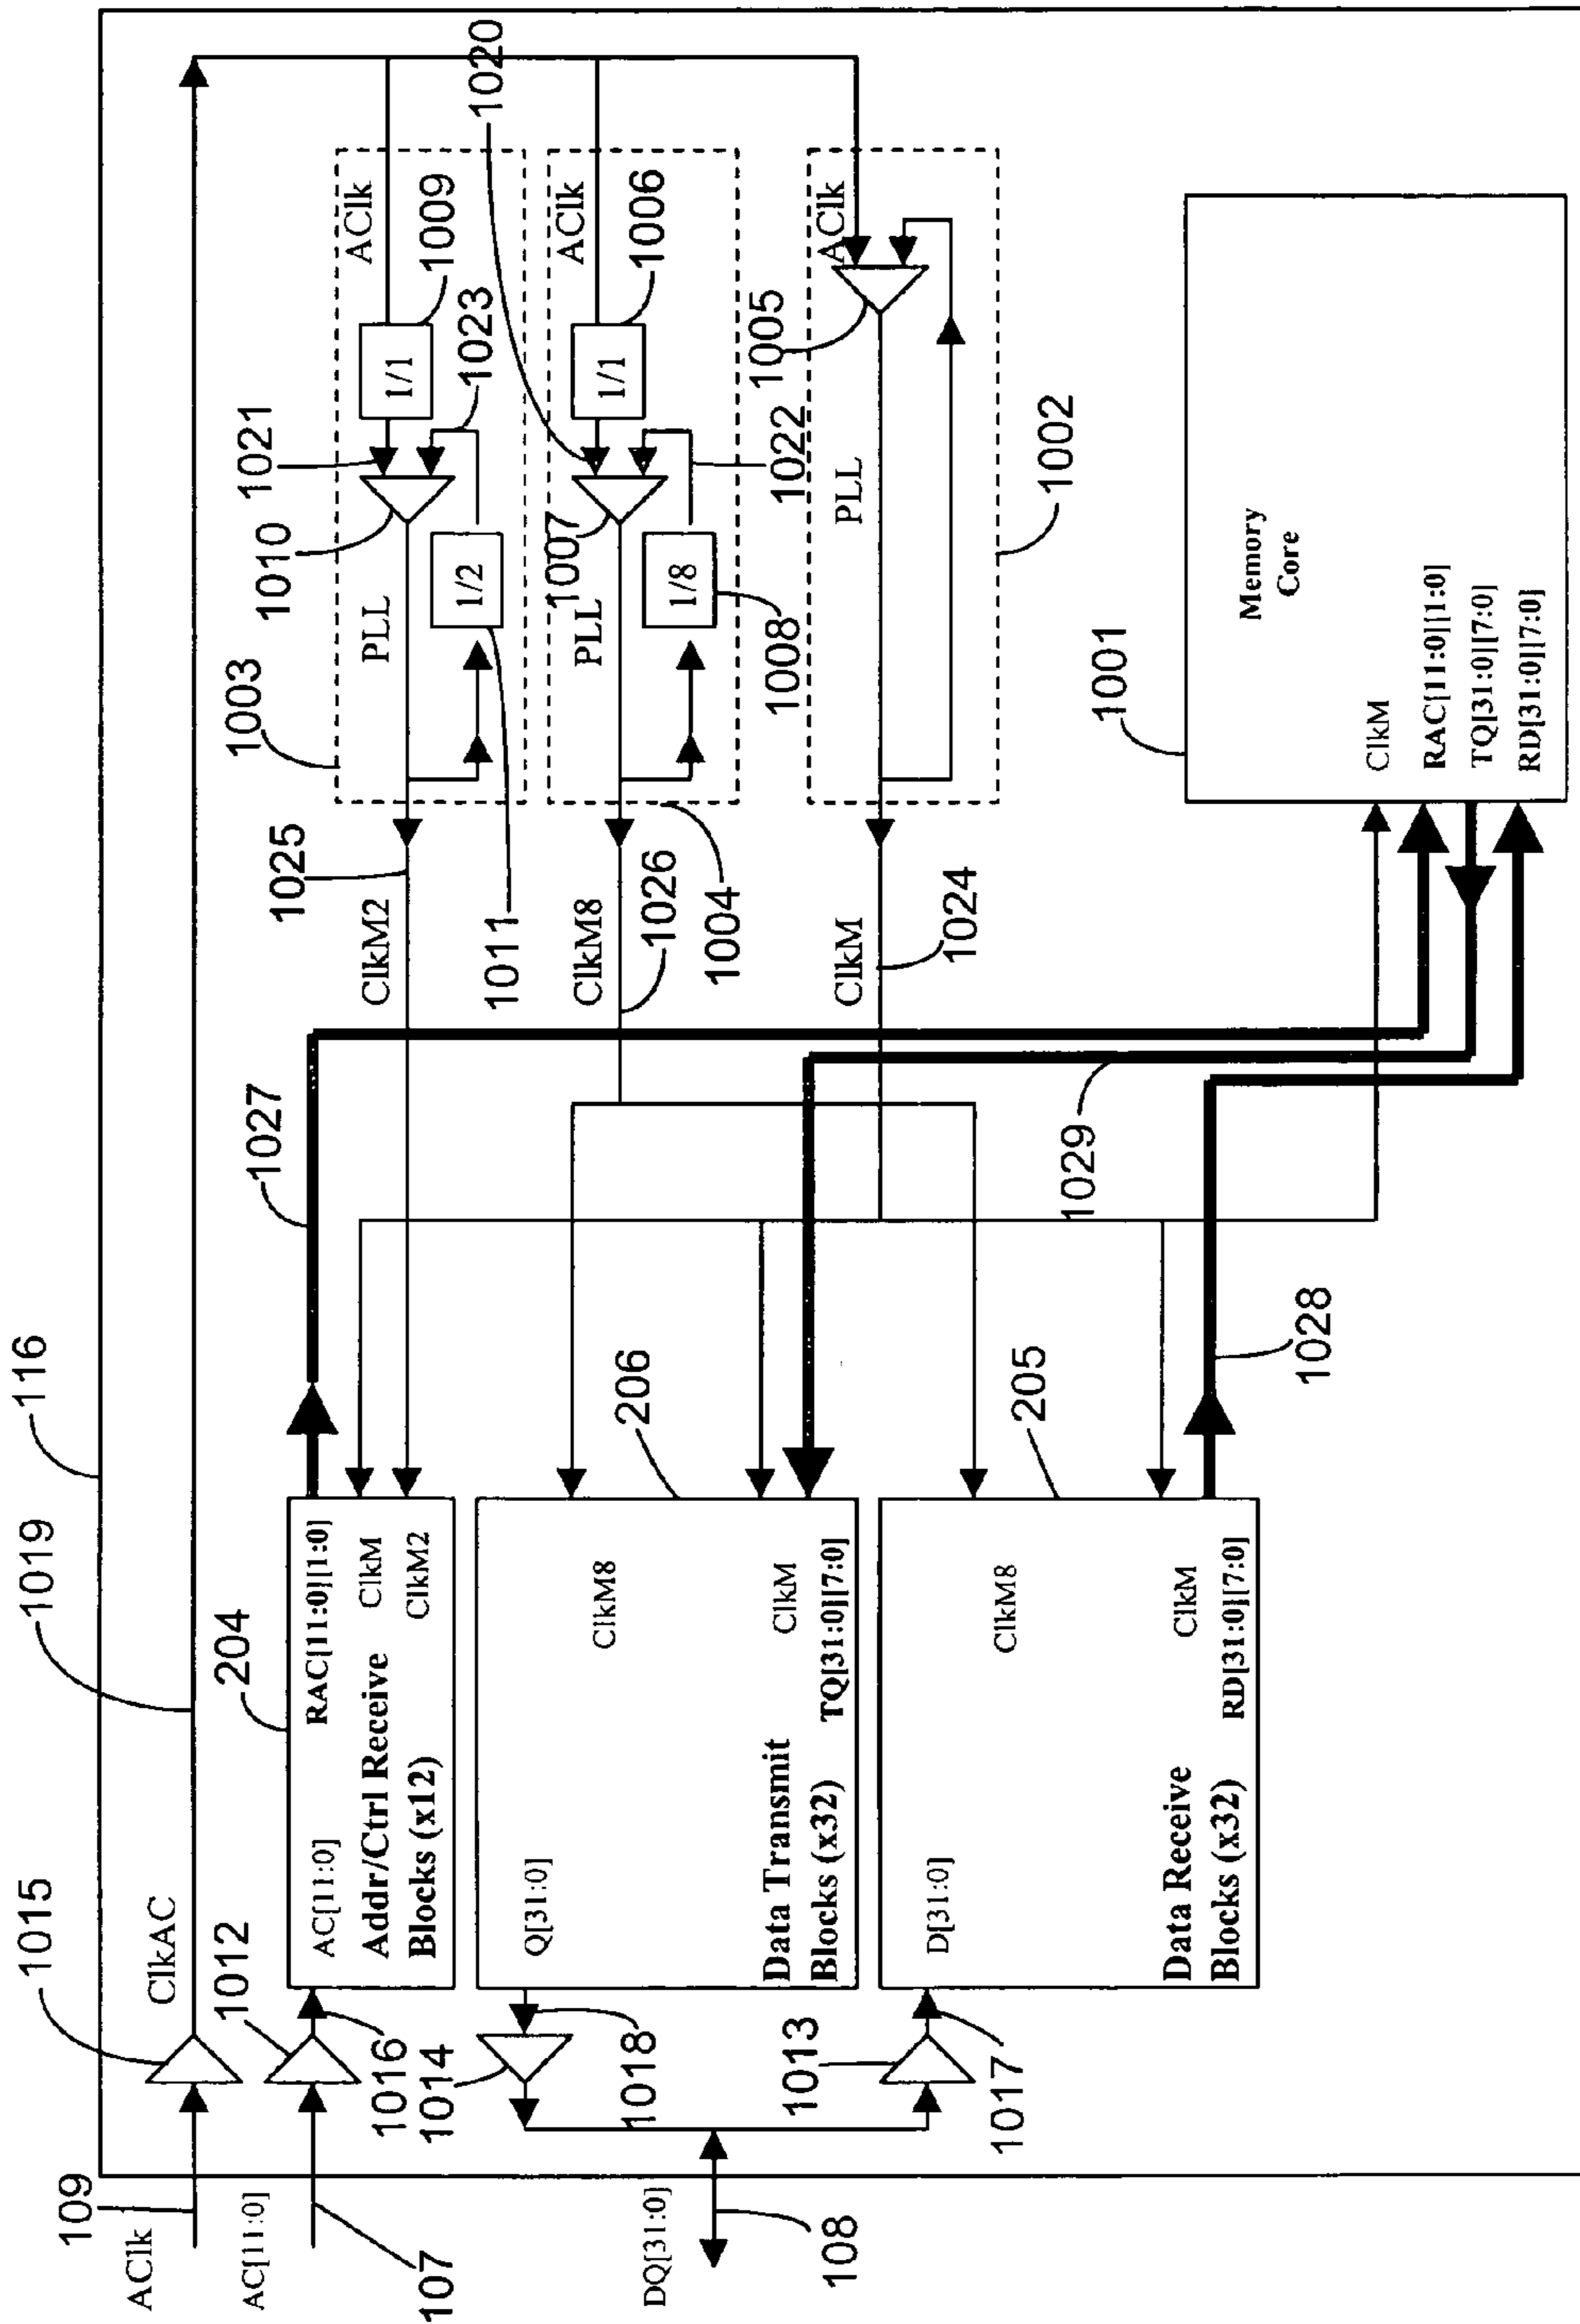 116
1019
109
AClk
1015
ClkAC
1020
AC[11:0]
107
1012
1016
204
AC[11:0]
RAC[11:0][1:0]
Addr/Ctrl Receive
Blocks (x12)
ClkM
ClkM2
1027
1025
ClkM2
1003
PLL
1010
1021
1011
1/2
1/1
1023
AClk
1009
1014
1018
Q[31:0]
Data Transmit
Blocks (x32)
ClkM8
ClkM
TQ[31:0][7:0]
206
ClkM8
1026
1004
PLL
1007
1/8
1008
1/1
1022
AClk
1006
DQ[31:0]
108
1013
1017
D[31:0]
Data Receive
Blocks (x32)
ClkM8
ClkM
RD[31:0][7:0]
205
1028
1029
ClkM
1024
PLL
1005
AClk
1002
1001
Memory
Core
ClkM
RAC[11:0][1:0]
TQ[31:0][7:0]
RD[31:0][7:0]